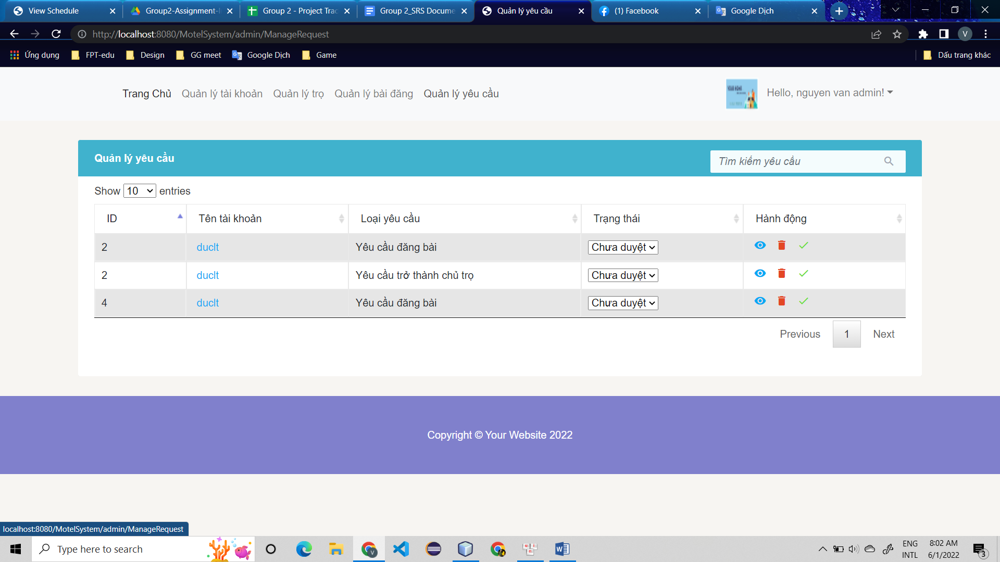 View Schedule
Group2-Assignment-I
Group 2 - Project Trac
Group 2_SRS Docume
Quản lý yêu cầu
(1) Facebook
Google Dịch
http://localhost:8080/MotelSystem/admin/ManageRequest
V
Ứng dụng
FPT-edu
Design
GG meet
Google Dịch
Game
Dấu trang khác
Trang Chủ
Quản lý tài khoản
Quản lý trọ
Quản lý bài đăng
Quản lý yêu cầu
Hello, nguyen van admin!
Quản lý yêu cầu
Tìm kiếm yêu cầu
Show 10 entries
ID Tên tài khoản Loại yêu cầu Trạng thái Hành động
2 duclt Yêu cầu đăng bài Chưa duyệt
2 duclt Yêu cầu trở thành chủ trọ Chưa duyệt
4 duclt Yêu cầu đăng bài Chưa duyệt
Previous 1 Next
Copyright © Your Website 2022
localhost:8080/MotelSystem/admin/ManageRequest
Type here to search
ENG
INTL
8:02 AM
6/1/2022
3